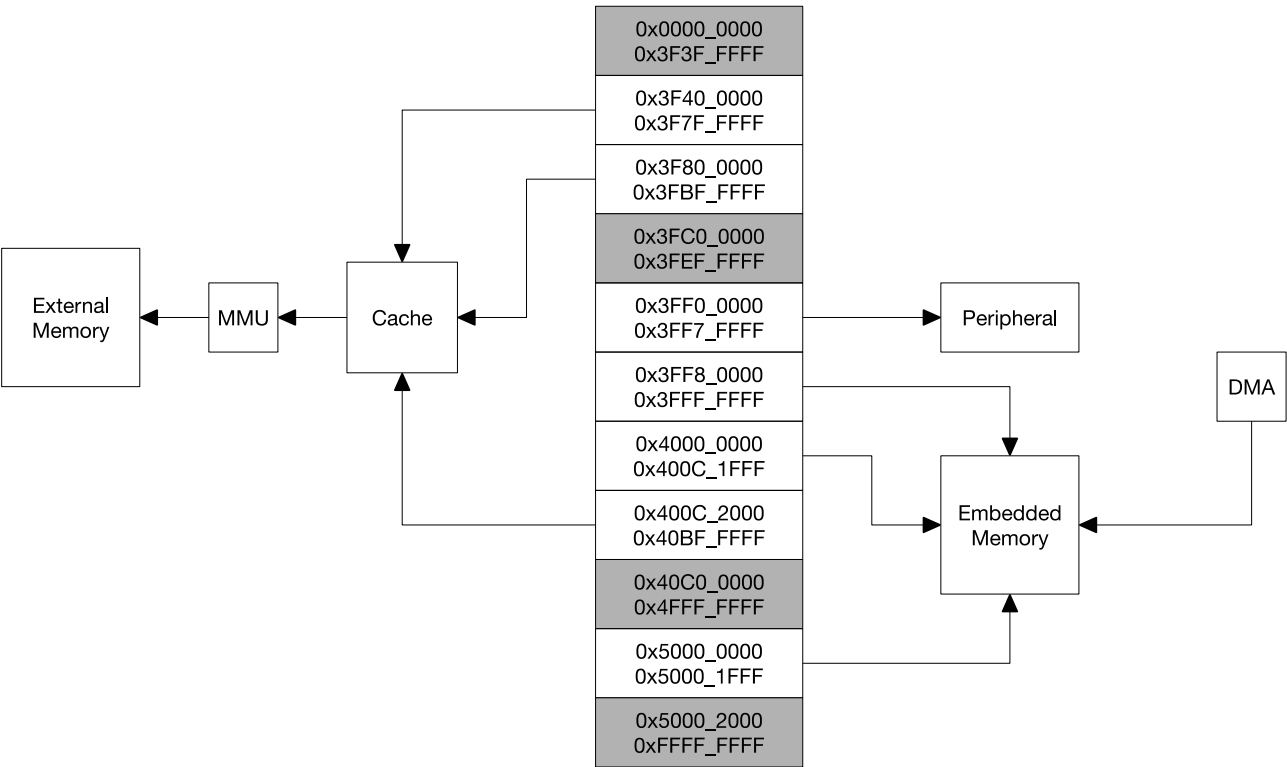 0x0000_0000
0x3F3F_FFFF
0x3F40_0000
0x3F7F_FFFF
0x3F80_0000
0x3FBF_FFFF
0x3FC0_0000
0x3FEF_FFFF
0x3FF0_0000
0x3FF7_FFFF
0x3FF8_0000
0x3FFF_FFFF
0x4000_0000
0x400C_1FFF
0x400C_2000
0x40BF_FFFF
0x40C0_0000
0x4FFF_FFFF
0x5000_0000
0x5000_1FFF
0x5000_2000
0xFFFF_FFFF
External
Memory
MMU
Cache
Peripheral
DMA
Embedded
Memory